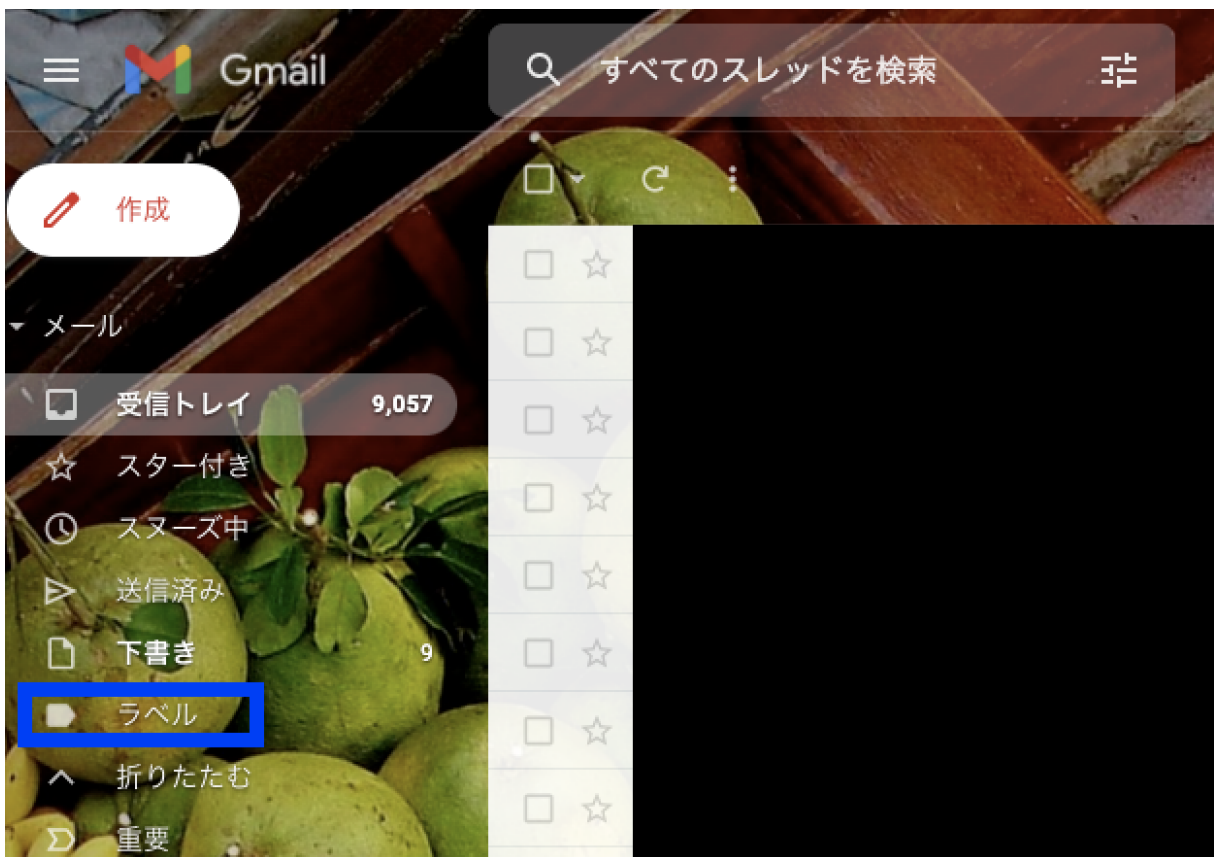 Gmail
すべてのスレッドを検索
作成
メール
受信トレイ 9,057
スター付き
スヌーズ中
送信済み
下書き 9
ラベル
折りたたむ
重要